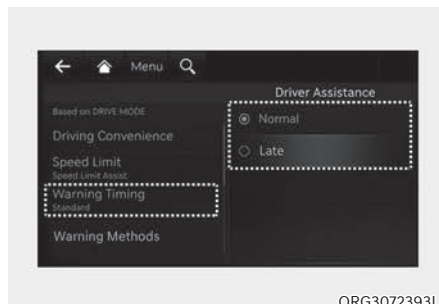 Menu
Driver Assistance
Based on DRIVE MODE
Driving Convenience
Speed Limit
Speed Limit Assist
Warning Timing
Standard
Warning Methods
Normal
Late
ORG3072393L